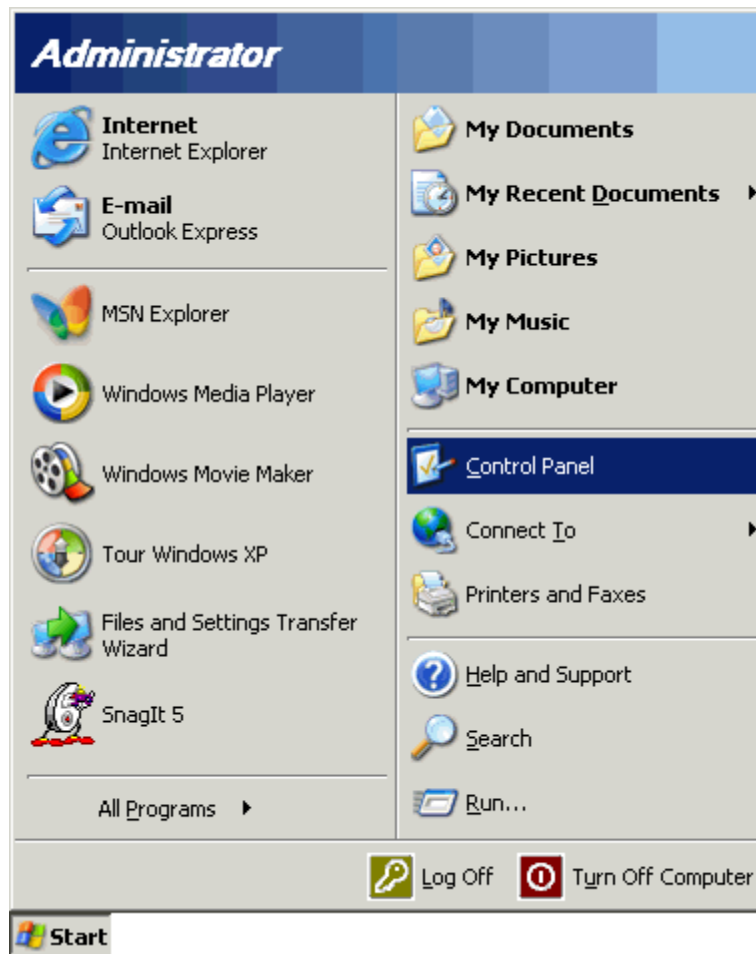 Administrator
Internet
Internet Explorer
E-mail
Outlook Express
MSN Explorer
Windows Media Player
Windows Movie Maker
Tour Windows XP
Files and Settings Transfer
Wizard
SnagIt 5
All Programs
My Documents
My Recent Documents
My Pictures
My Music
My Computer
Control Panel
Connect To
Printers and Faxes
Help and Support
Search
Run...
Log Off
Turn Off Computer
Start